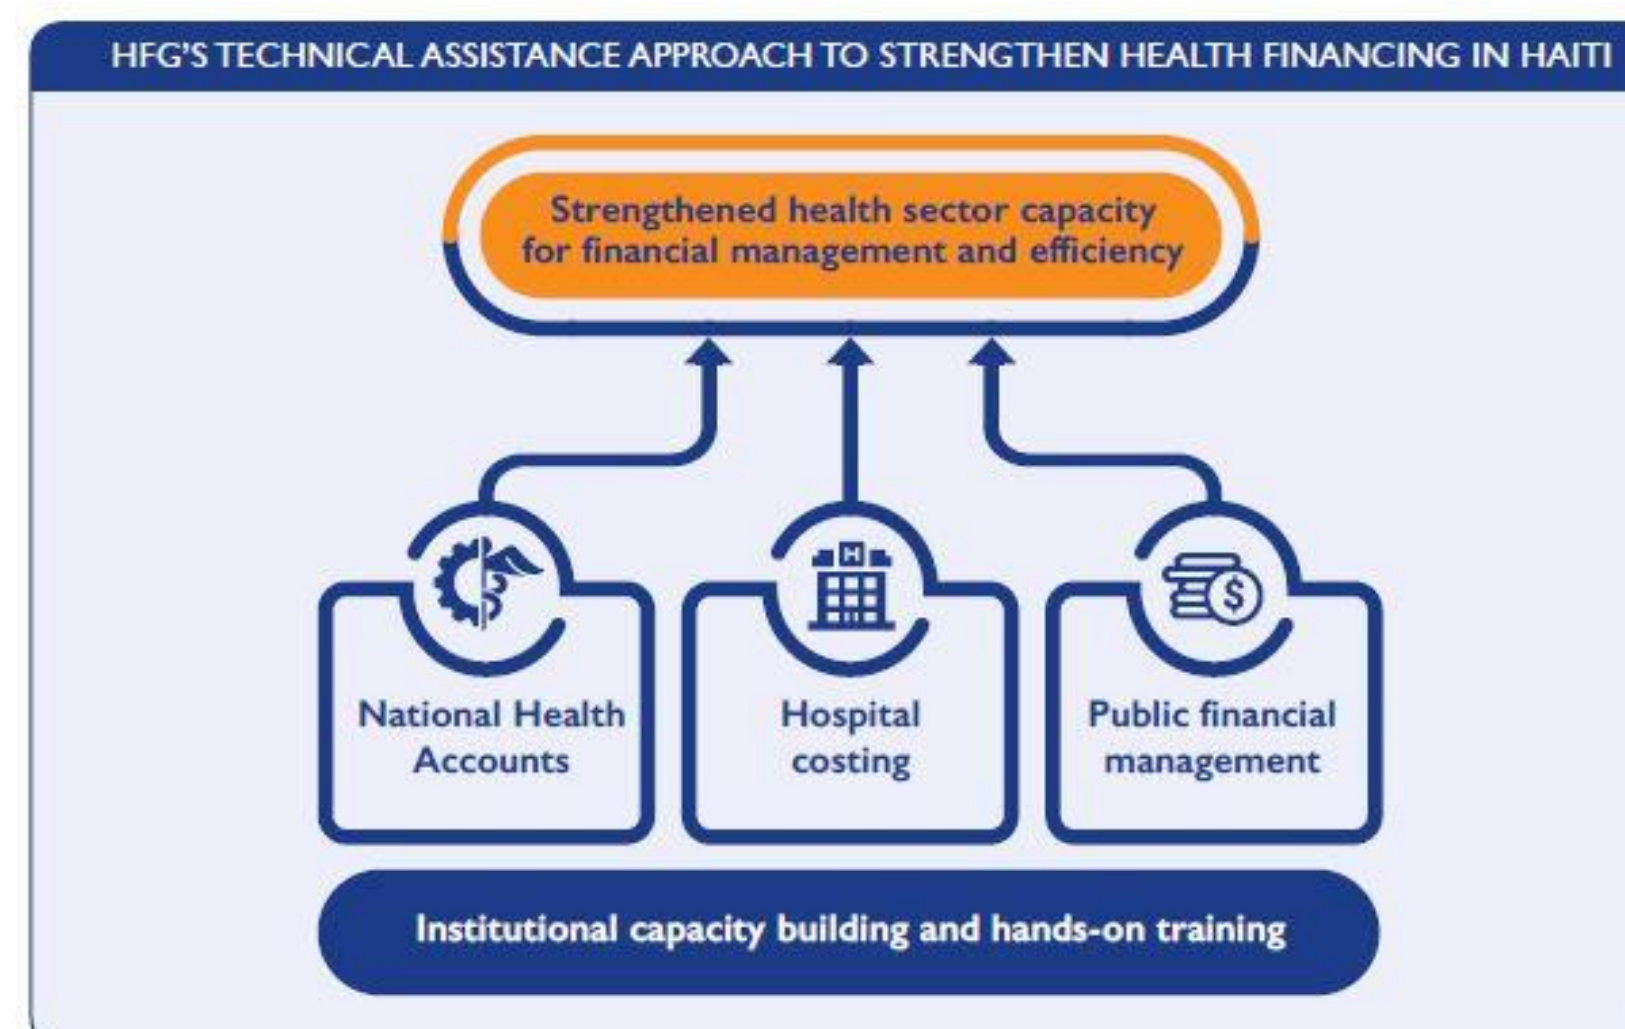 HFG'S TECHNICAL ASSISTANCE APPROACH TO STRENGTHEN HEALTH FINANCING IN HAITI
Strengthened health sector capacity
for financial management and efficiency
H
$
National Health
Accounts
Hospital
costing
Public financial
management
Institutional capacity building and hands-on training